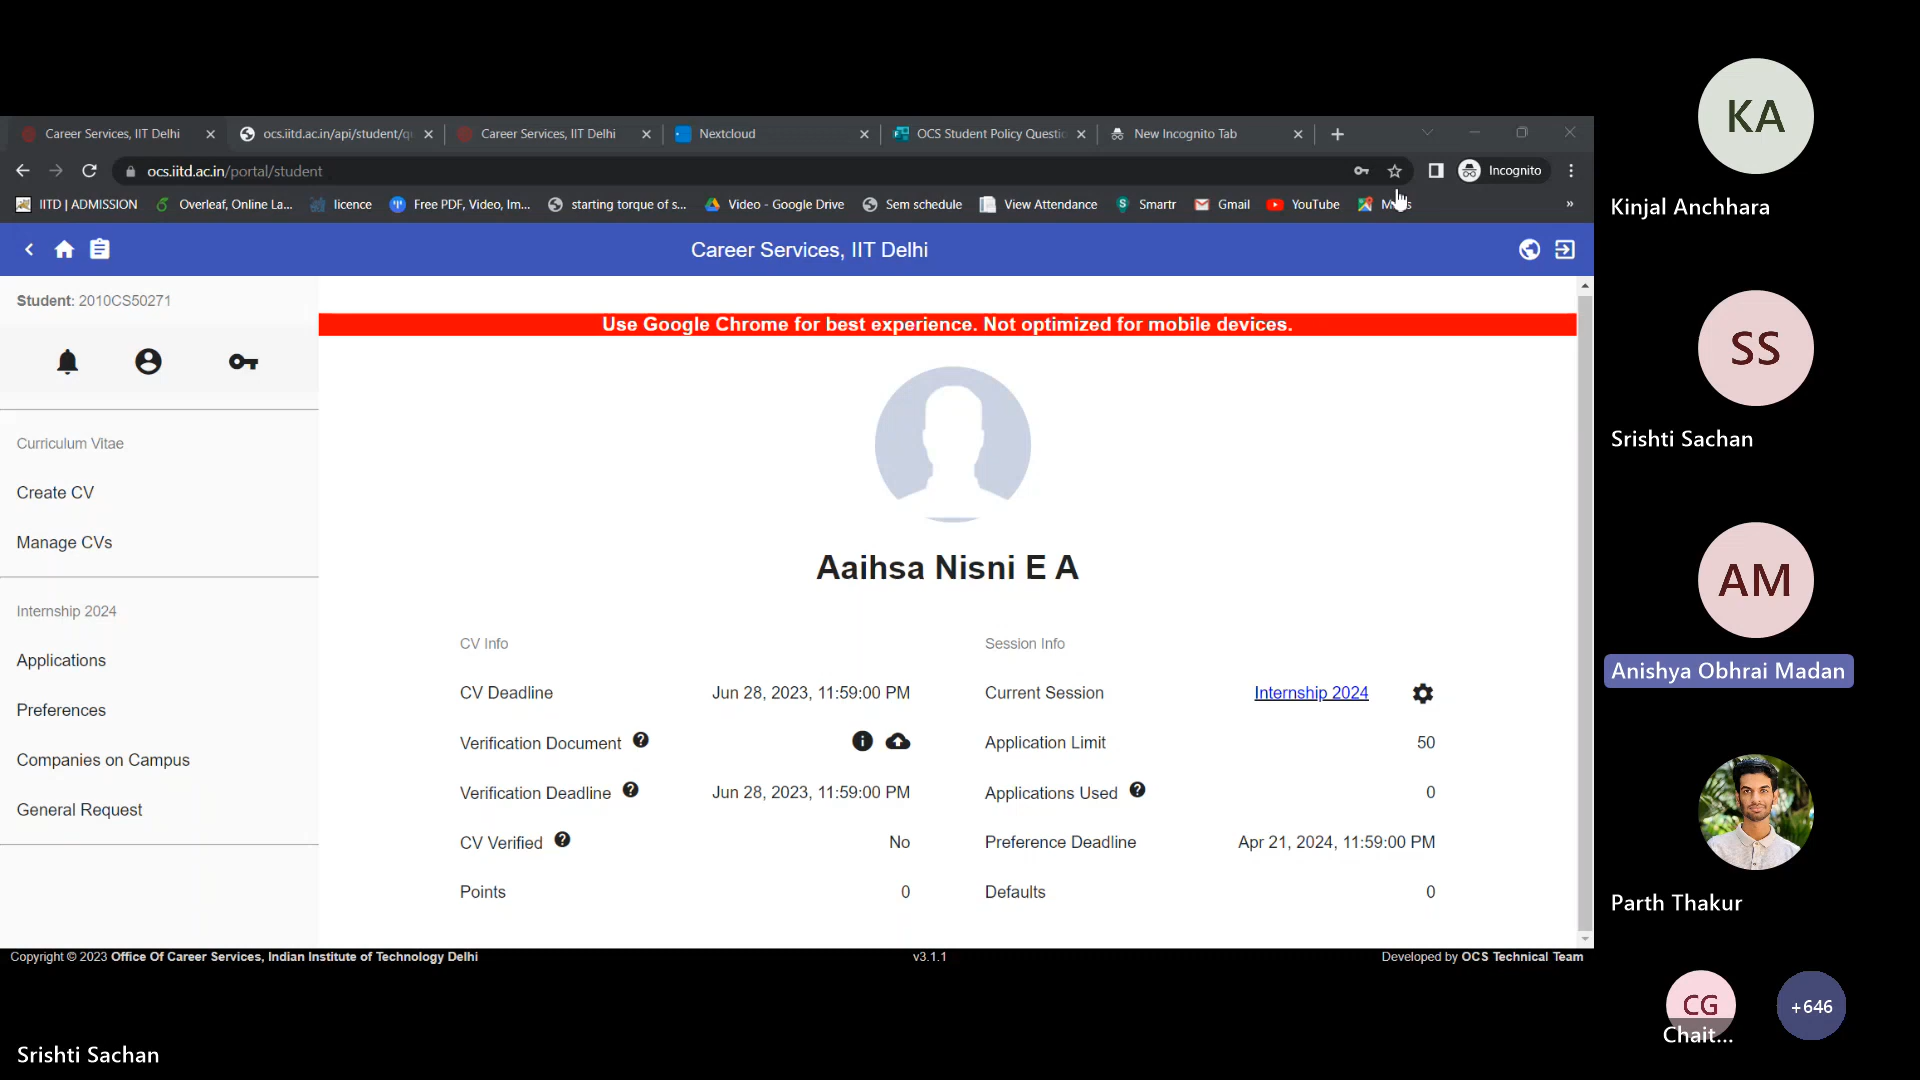 Career Services, IIT Delhi
ocs.iitd.ac.in/api/student/qu
Career Services, IIT Delhi
Nextcloud
OCS Student Policy Questio
New Incognito Tab
ocs.iitd.ac.in/portal/student
Incognito
IITD | ADMISSION
Overleaf, Online La...
licence
Free PDF, Video, Im...
starting torque of s...
Video - Google Drive
Sem schedule
View Attendance
Smartr
Gmail
YouTube
Career Services, IIT Delhi
Student: 2010CS50271
Use Google Chrome for best experience. Not optimized for mobile devices.
Curriculum Vitae
Create CV
Manage CVs
Internship 2024
Applications
Preferences
Companies on Campus
General Request
Aaihsa Nisni E A
CV Info
CV Deadline Jun 28, 2023, 11:59:00 PM
Verification Document
Verification Deadline Jun 28, 2023, 11:59:00 PM
CV Verified No
Points 0
Session Info
Current Session Internship 2024
Application Limit 50
Applications Used 0
Preference Deadline Apr 21, 2024, 11:59:00 PM
Defaults 0
Copyright © 2023 Office Of Career Services, Indian Institute of Technology Delhi
v3.1.1
Developed by OCS Technical Team
Srishti Sachan
KA
Kinjal Anchhara
SS
Srishti Sachan
AM
Anishya Obhrai Madan
Parth Thakur
CG
Chait...
+646